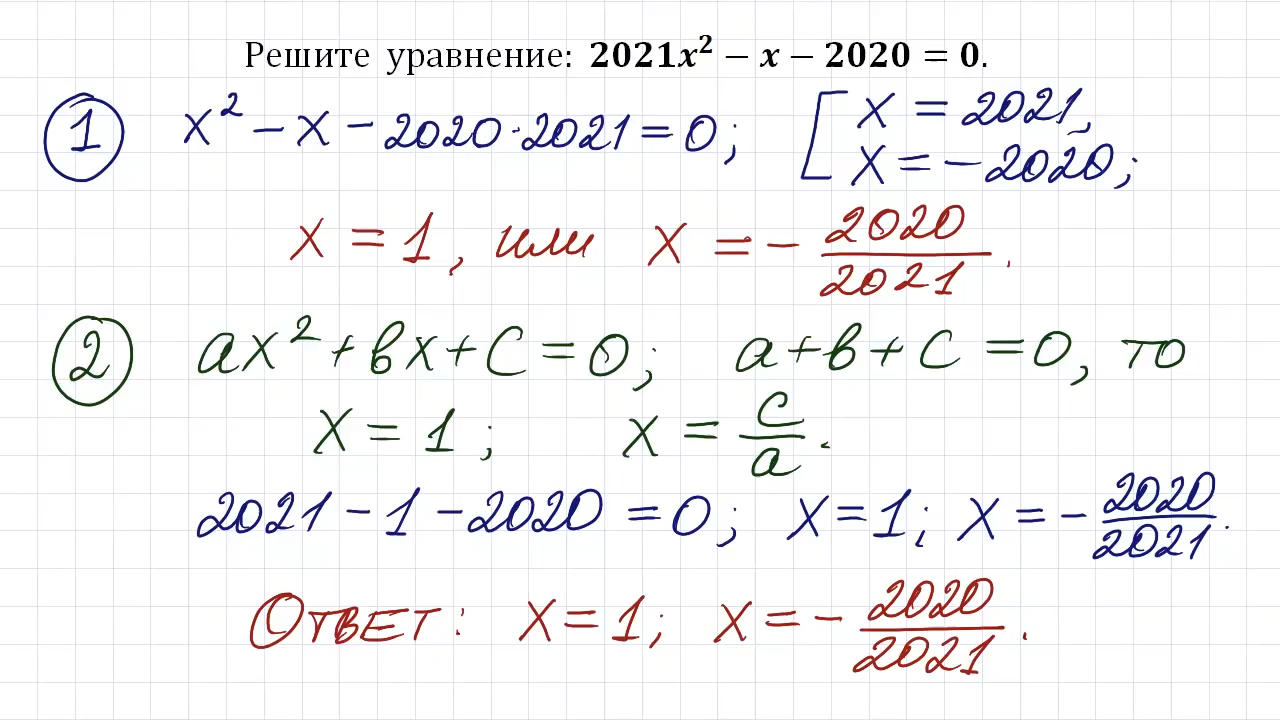 Решите уравнение: 2021x² − x − 2020 = 0.
1 x² − x − 2020·2021 = 0; [ x = 2021,
x = −2020;
x = 1, или x = − 2020/2021.
2 ax² + вx + c = 0; a + в + c = 0, то
x = 1; x = c/a.
2021 − 1 − 2020 = 0; x = 1; x = − 2020/2021.
Ответ: x = 1; x = − 2020/2021.